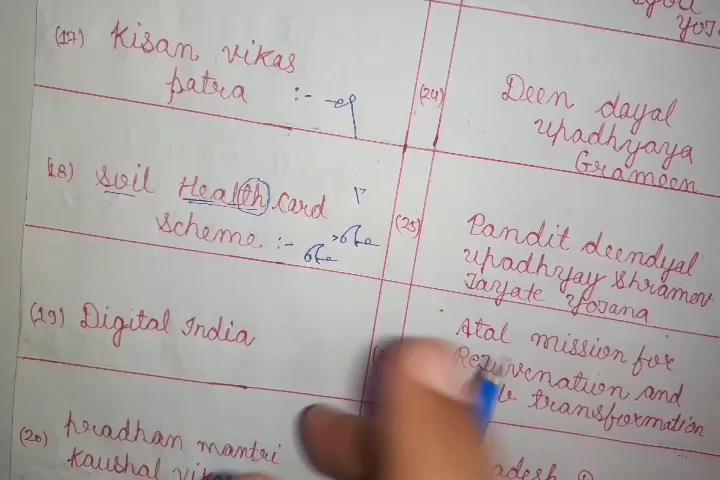 (17) Kisan vikas
patra :-
(18) Soil Health card
scheme :-
(19) Digital India
(20) pradhan mantri
Kaushal
(24) Deen dayal
upadhyaya
Grameen
(25) Pandit deendyal
upadhyay Shramev
Jayate Yojana
Atal mission for
Rejuvenation and
transformation